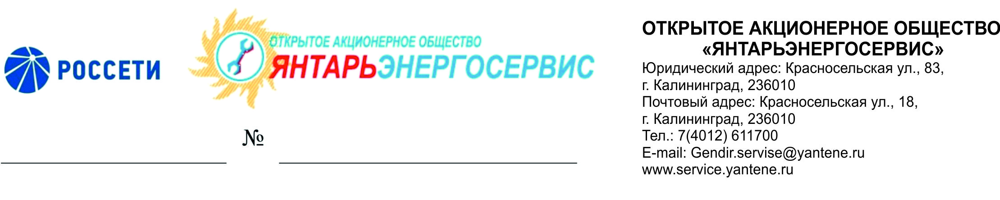 РОССЕТИ
ОТКРЫТОЕ АКЦИОНЕРНОЕ ОБЩЕСТВО
ЯНТАРЬЭНЕРГОСЕРВИС
№
ОТКРЫТОЕ АКЦИОНЕРНОЕ ОБЩЕСТВО
«ЯНТАРЬЭНЕРГОСЕРВИС»
Юридический адрес: Красносельская ул., 83,
г. Калининград, 236010
Почтовый адрес: Красносельская ул., 18,
г. Калининград, 236010
Тел.: 7(4012) 611700
E-mail: Gendir.servise@yantene.ru
www.service.yantene.ru